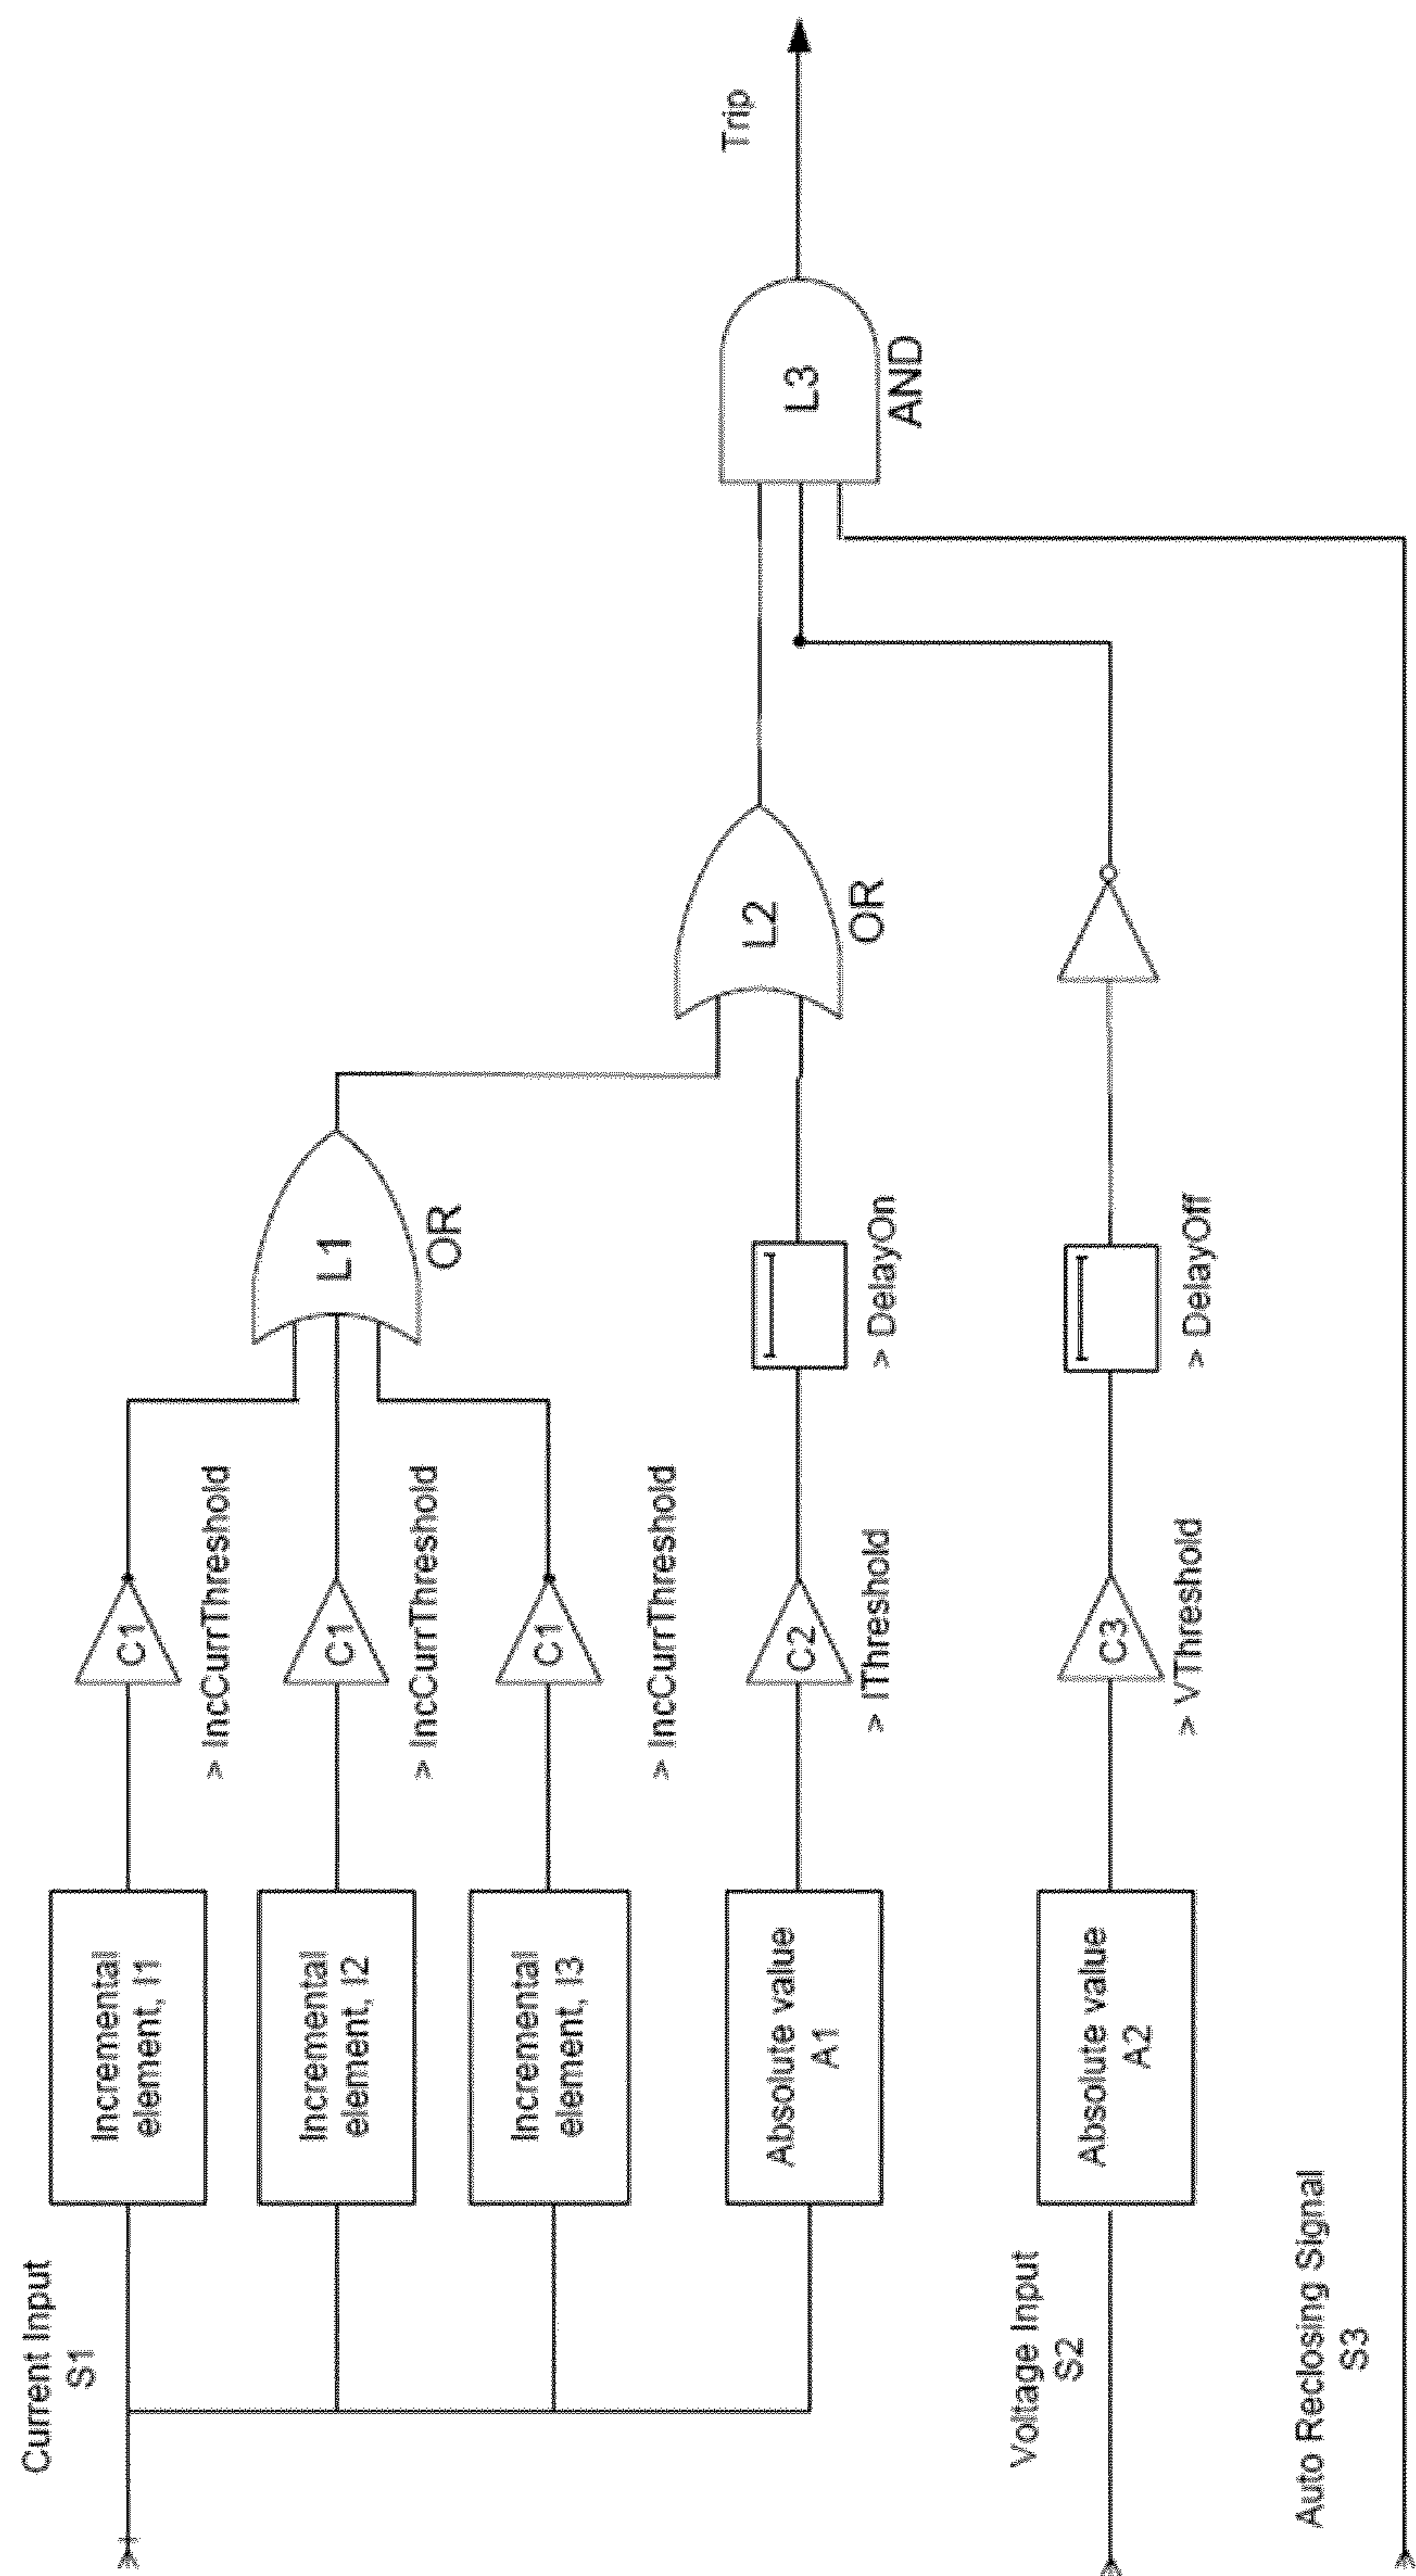 Current Input
S1
Incremental
element, I1
C1
> IncCurrThreshold
Incremental
element, I2
C1
> IncCurrThreshold
L1
OR
Incremental
element, I3
C1
> IncCurrThreshold
Absolute value
A1
C2
> IThreshold
> DelayOn
L2
OR
L3
AND
Trip
Voltage Input
S2
Absolute value
A2
C3
> VThreshold
> DelayOff
Auto Reclosing Signal
S3